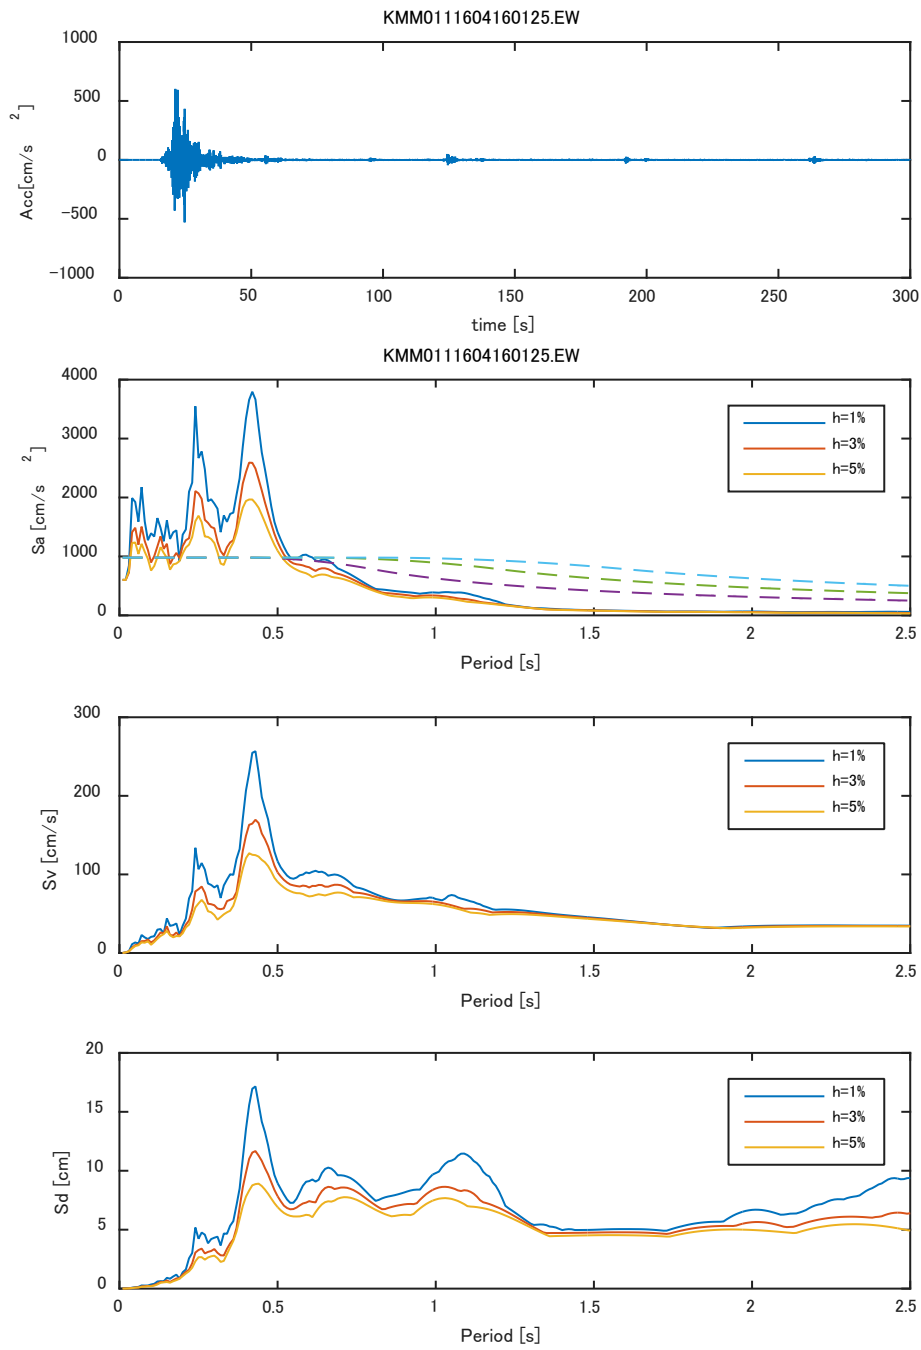 KMM0111604160125.EW
1000
500
0
-500
-1000
Acc[cm/s2]
0 50 100 150 200 250 300
time [s]
KMM0111604160125.EW
4000
3000
2000
1000
0
Sa [cm/s2]
h=1%
h=3%
h=5%
0 0.5 1 1.5 2 2.5
Period [s]
300
200
100
0
Sv [cm/s]
h=1%
h=3%
h=5%
0 0.5 1 1.5 2 2.5
Period [s]
20
15
10
5
0
Sd [cm]
h=1%
h=3%
h=5%
0 0.5 1 1.5 2 2.5
Period [s]